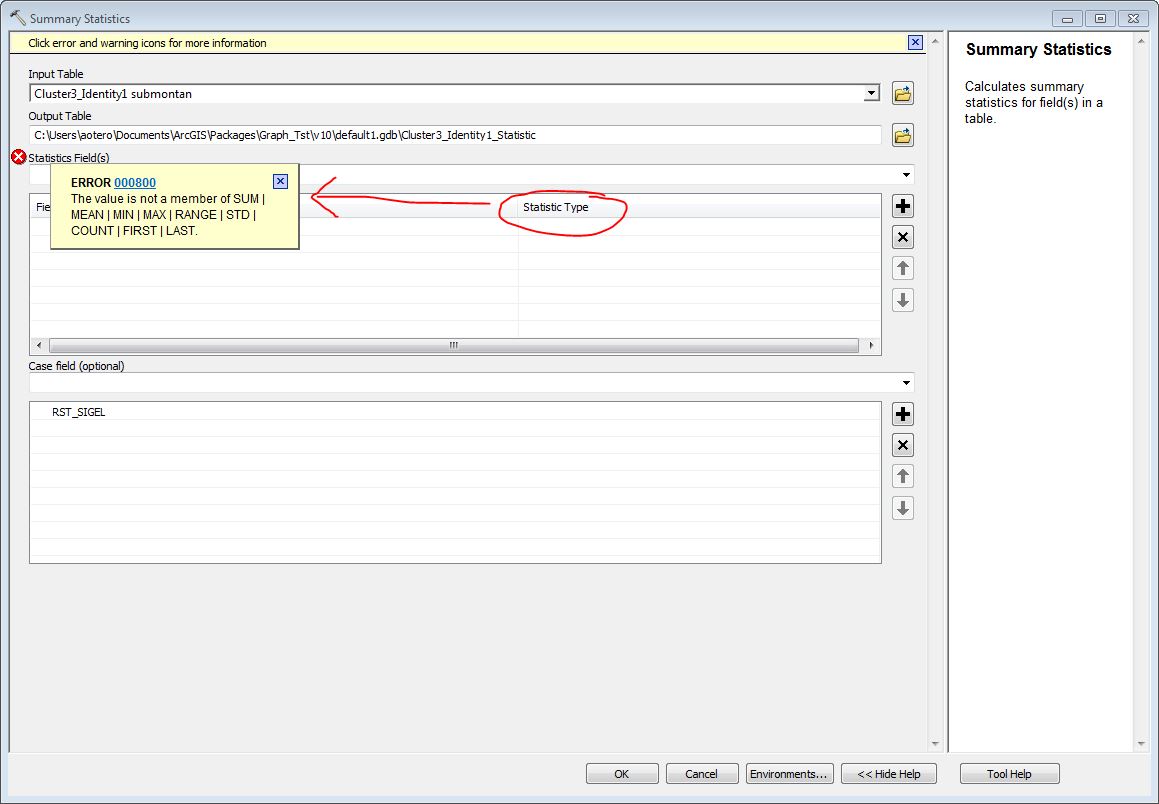 Summary Statistics
Click error and warning icons for more information
Input Table
Cluster3_Identity1 submontan
Output Table
C:\Users\aotero\Documents\ArcGIS\Packages\Graph_Tst\v10\default1.gdb\Cluster3_Identity1_Statistic
Statistics Field(s)
ERROR 000800
The value is not a member of SUM |
MEAN | MIN | MAX | RANGE | STD |
COUNT | FIRST | LAST.
Fie
Statistic Type
Case field (optional)
RST_SIGEL
OK
Cancel
Environments...
<< Hide Help
Summary Statistics
Calculates summary
statistics for field(s) in a
table.
Tool Help